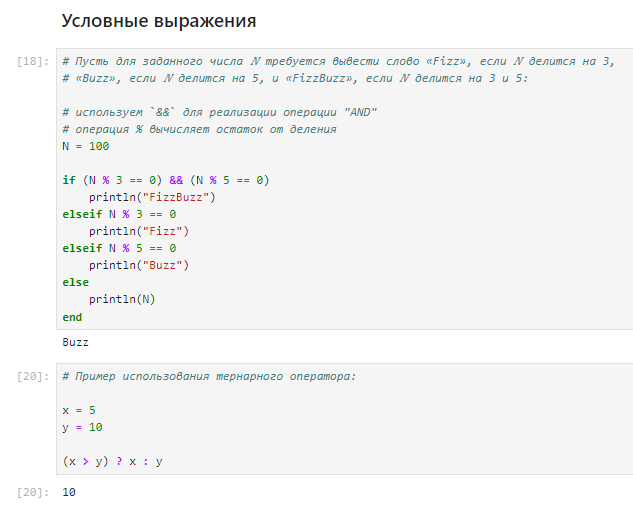 Условные выражения
[18]:
# Пусть для заданного числа N требуется вывести слово «Fizz», если N делится на 3,
# «Buzz», если N делится на 5, и «FizzBuzz», если N делится на 3 и 5:
# используем `&&` для реализации операции "AND"
# операция % вычисляет остаток от деления
N = 100
if (N % 3 == 0) && (N % 5 == 0)
    println("FizzBuzz")
elseif N % 3 == 0
    println("Fizz")
elseif N % 5 == 0
    println("Buzz")
else
    println(N)
end
Buzz
[20]:
# Пример использования тернарного оператора:
x = 5
y = 10
(x > y) ? x : y
[20]: 10